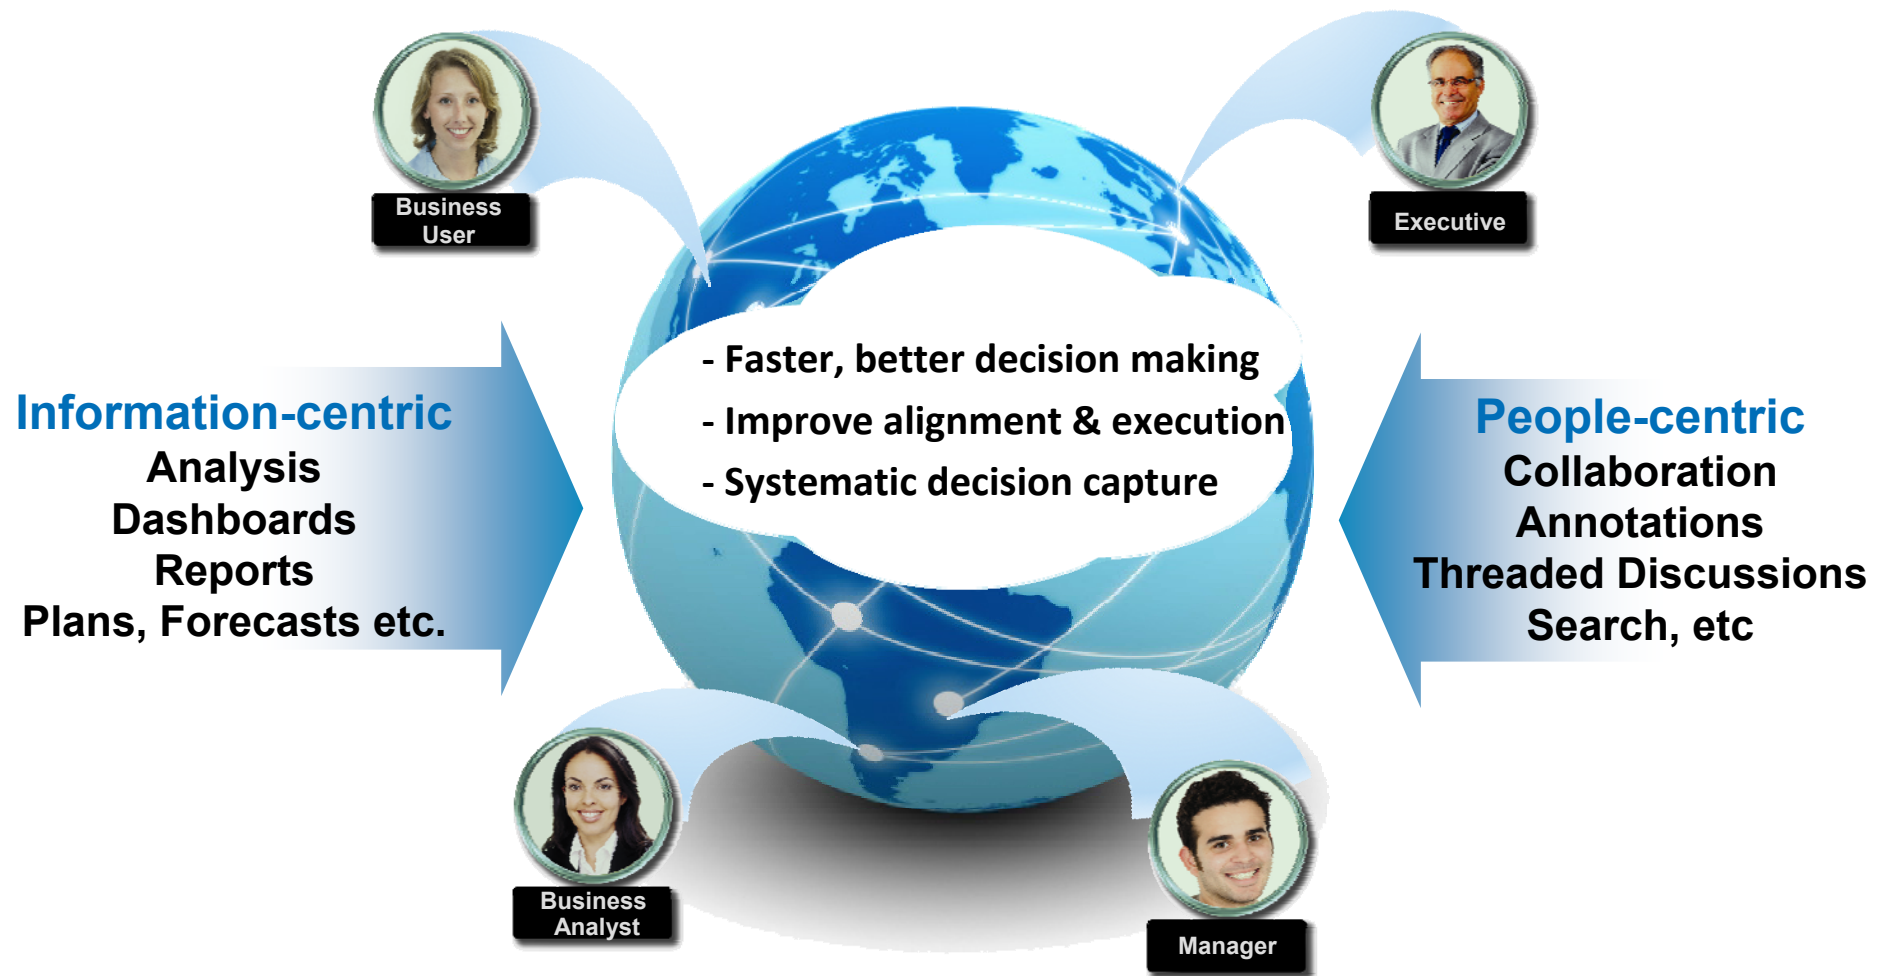 Business
User
Executive
- Faster, better decision making
- Improve alignment & execution
- Systematic decision capture
Information-centric
Analysis
Dashboards
Reports
Plans, Forecasts etc.
People-centric
Collaboration
Annotations
Threaded Discussions
Search, etc
Business
Analyst
Manager